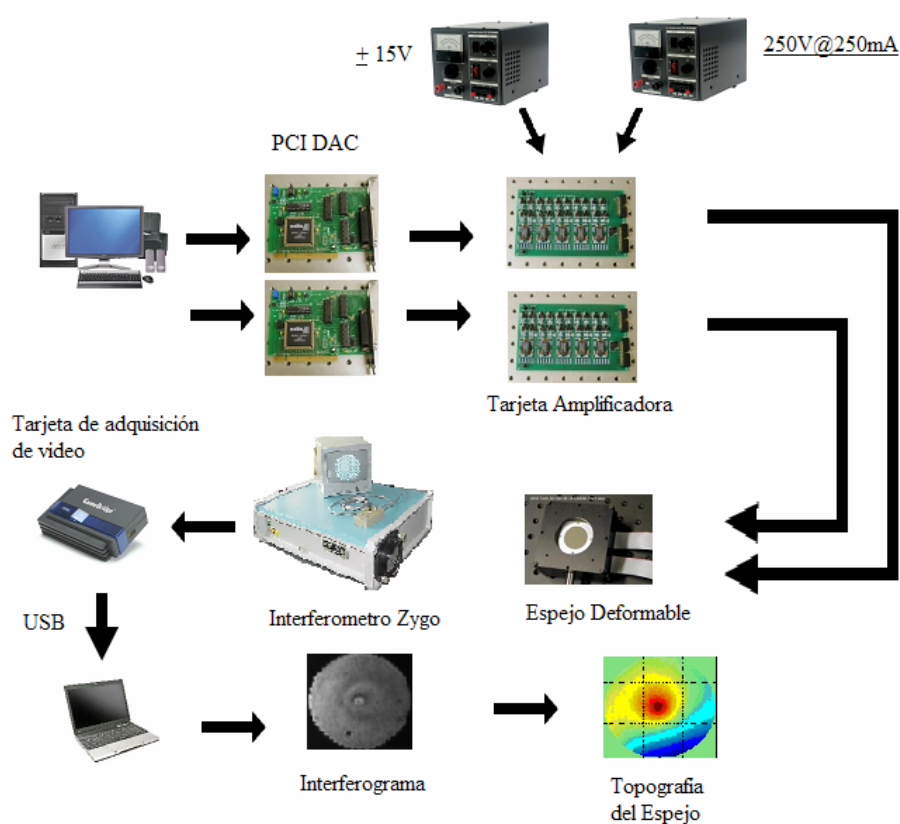 ± 15V
250V@250mA
PCI DAC
Tarjeta Amplificadora
Tarjeta de adquisición
de video
USB
Interferometro Zygo
Espejo Deformable
Interferograma
Topografia
del Espejo